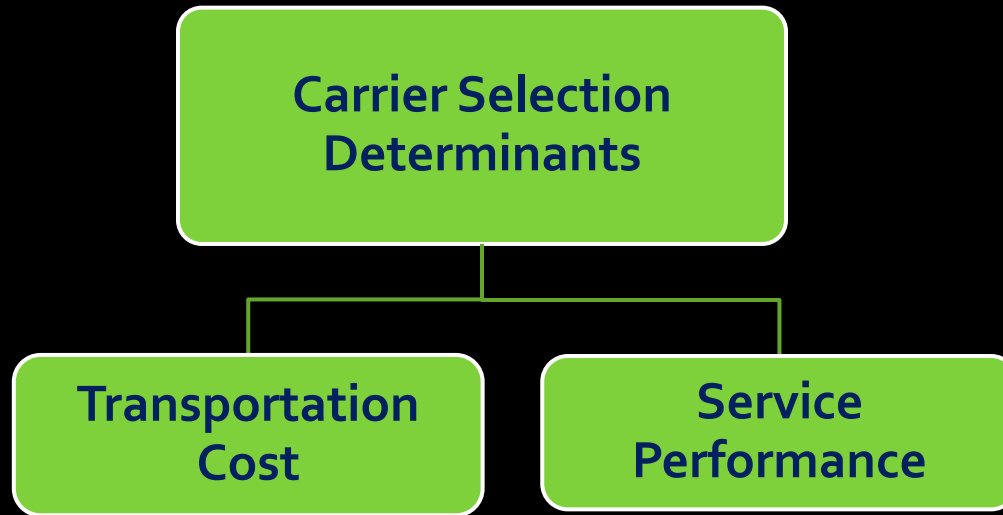 Carrier Selection
Determinants
Transportation
Cost
Service
Performance